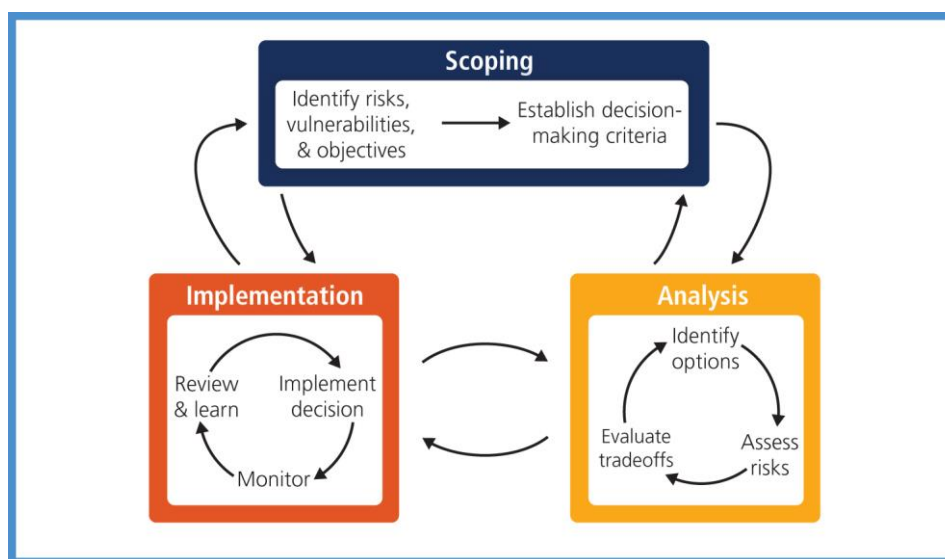 Scoping
Identify risks,
vulnerabilities,
& objectives
Establish decision-
making criteria
Implementation
Review
& learn
Implement
decision
Monitor
Analysis
Identify
options
Evaluate
tradeoffs
Assess
risks